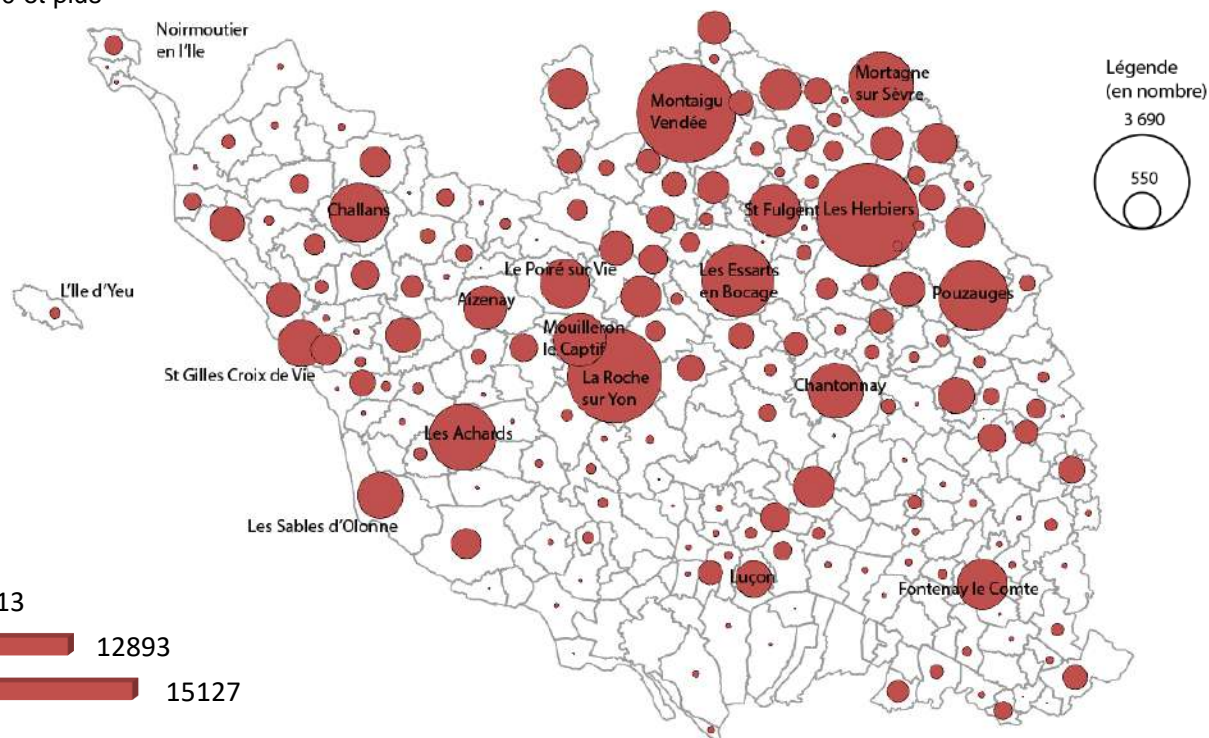 Noirmoutier
en l'Ile
Mortagne
sur Sèvre
Légende
(en nombre)
3 690
550
Montaigu
Vendée
Challans
St Fulgent
Les Herbiers
L'Ile d'Yeu
Le Poiré sur Vie
Les Essarts
en Bocage
Pouzauges
Aizenay
Mouilleron
le Captif
St Gilles Croix de Vie
La Roche
sur Yon
Chantonnay
Les Achards
Les Sables d'Olonne
Luçon
Fontenay le Comte
13
12893
15127